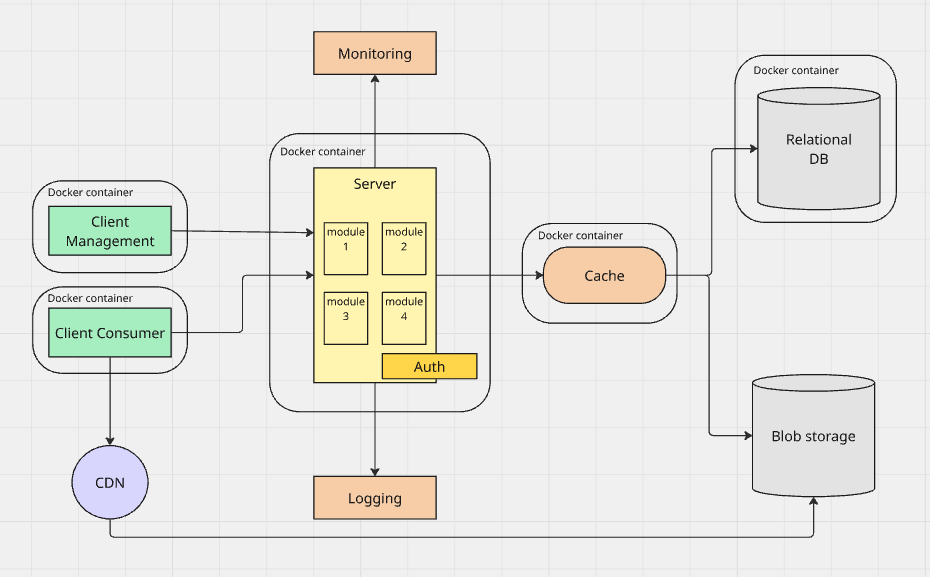 Monitoring
Docker container
Relational
DB
Docker container
Server
module
1
module
2
module
3
module
4
Auth
Docker container
Client
Management
Docker container
Client Consumer
Docker container
Cache
CDN
Logging
Blob storage